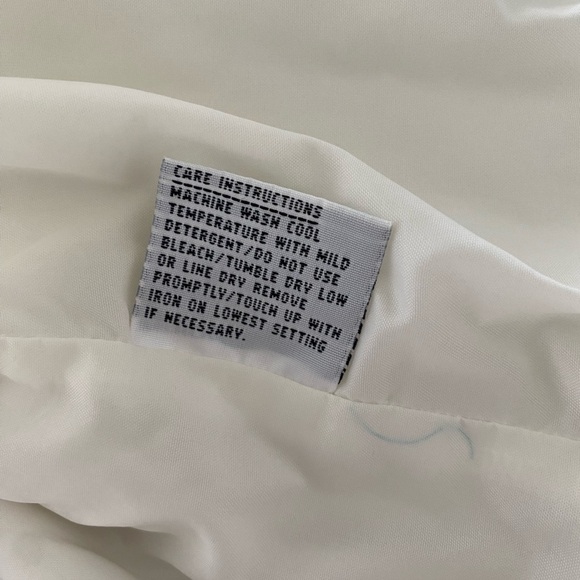 CARE INSTRUCTIONS
MACHINE WASH COOL
TEMPERATURE WITH MILD
DETERGENT/DO NOT USE
BLEACH/TUMBLE DRY LOW
OR LINE DRY REMOVE
PROMPTLY/TOUCH UP WITH
IRON ON LOWEST SETTING
IF NECESSARY.